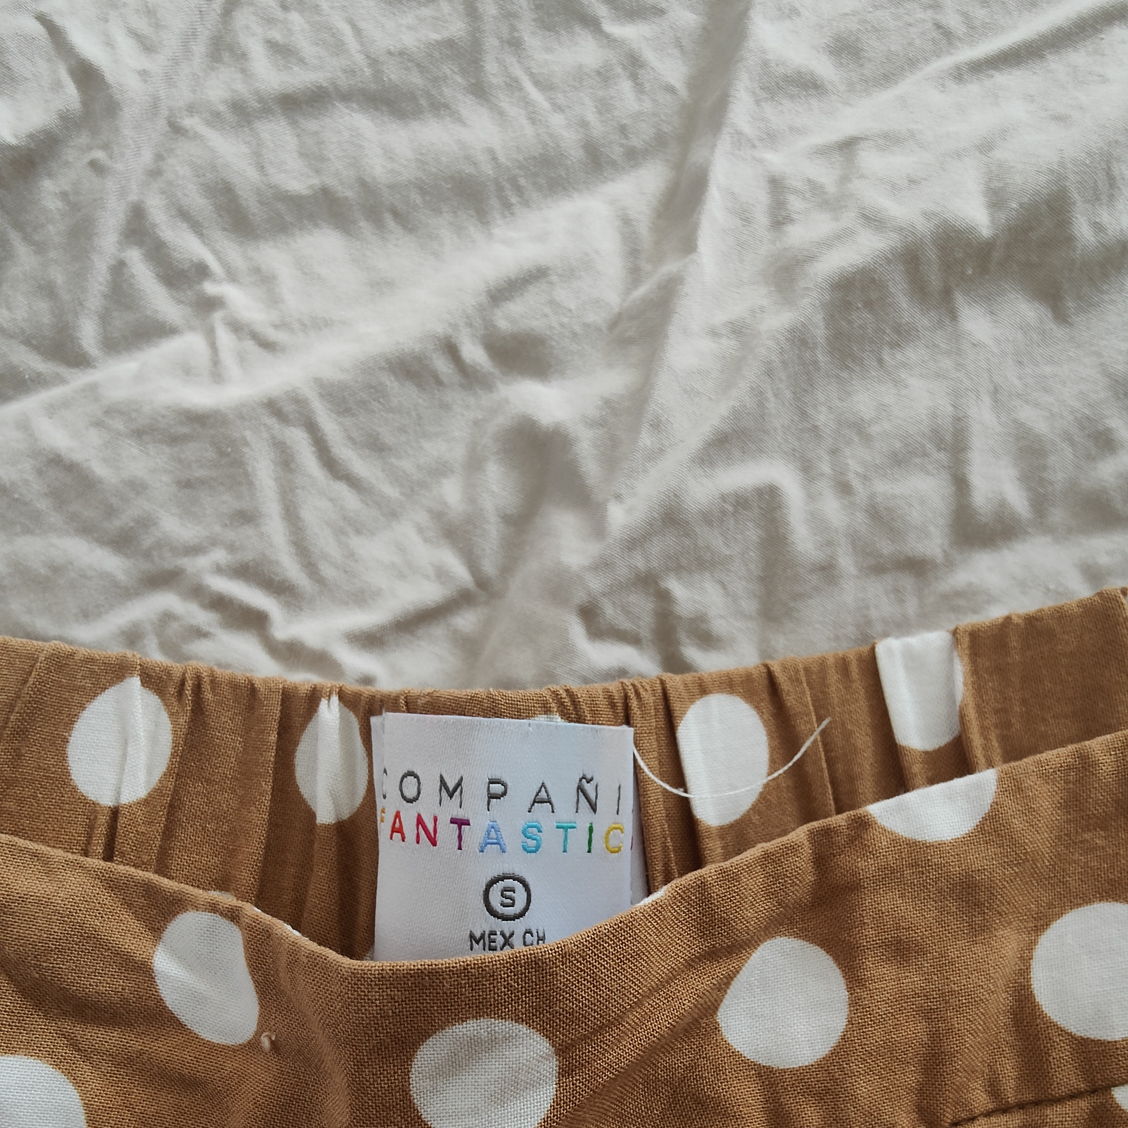 COMPAÑI
FANTASTIC
S
MEX CH